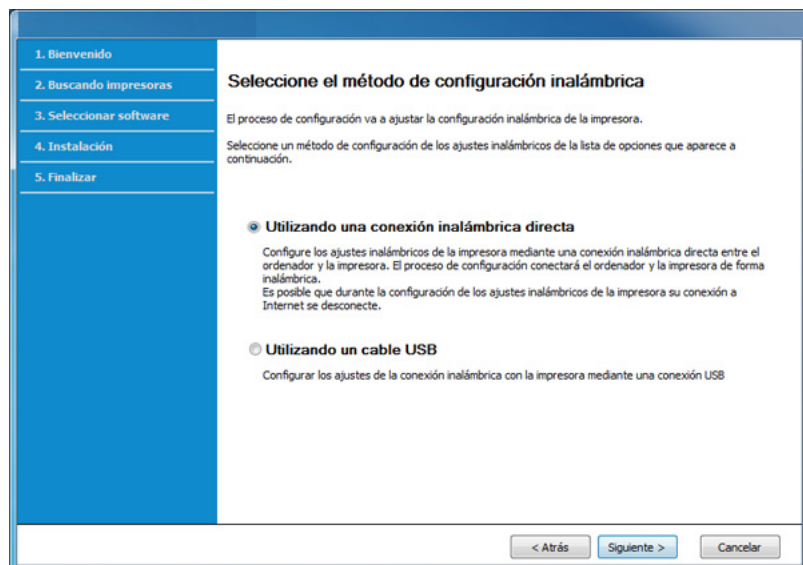 1. Bienvenido
2. Buscando impresoras
3. Seleccionar software
4. Instalación
5. Finalizar
Seleccione el método de configuración inalámbrica
El proceso de configuración va a ajustar la configuración inalámbrica de la impresora.
Seleccione un método de configuración de los ajustes inalámbricos de la lista de opciones que aparece a
continuación.
Utilizando una conexión inalámbrica directa
Configure los ajustes inalámbricos de la impresora mediante una conexión inalámbrica directa entre el
ordenador y la impresora. El proceso de configuración conectará el ordenador y la impresora de forma
inalámbrica.
Es posible que durante la configuración de los ajustes inalámbricos de la impresora su conexión a
Internet se desconecte.
Utilizando un cable USB
Configurar los ajustes de la conexión inalámbrica con la impresora mediante una conexión USB
< Atrás
Siguiente >
Cancelar